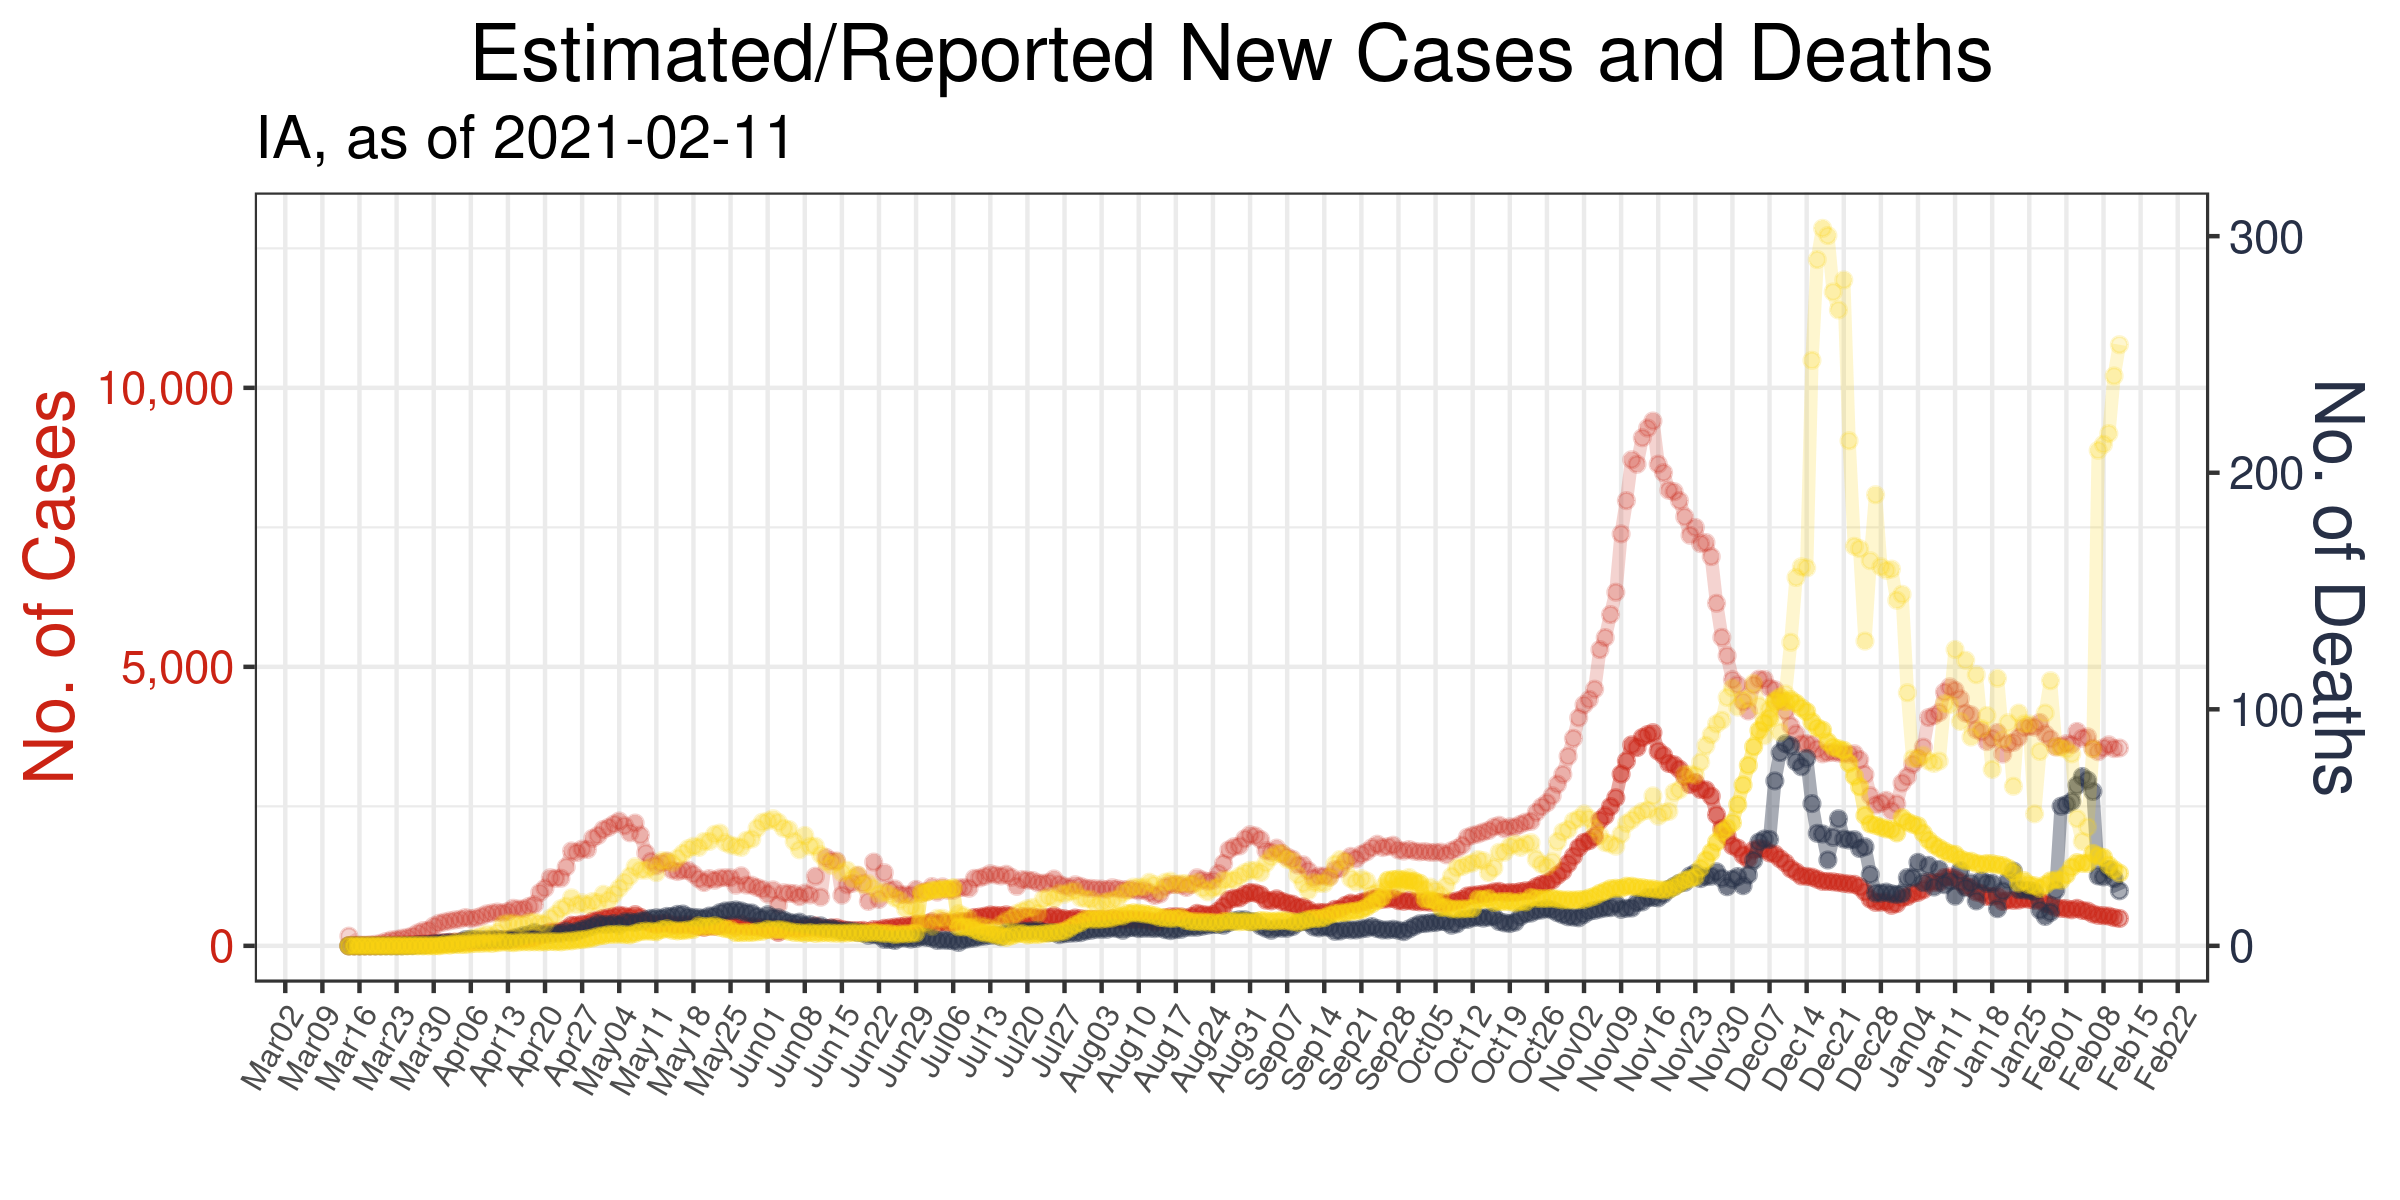 Estimated/Reported New Cases and Deaths
IA, as of 2021-02-11
No. of Cases
10,000
5,000
0
300
200
100
0
No. of Deaths
Mar02
Mar09
Mar16
Mar23
Mar30
Apr06
Apr13
Apr20
Apr27
May04
May11
May18
May25
Jun01
Jun08
Jun15
Jun22
Jun29
Jul06
Jul13
Jul20
Jul27
Aug03
Aug10
Aug17
Aug24
Aug31
Sep07
Sep14
Sep21
Sep28
Oct05
Oct12
Oct19
Oct26
Nov02
Nov09
Nov16
Nov23
Nov30
Dec07
Dec14
Dec21
Dec28
Jan04
Jan11
Jan18
Jan25
Feb01
Feb08
Feb15
Feb22